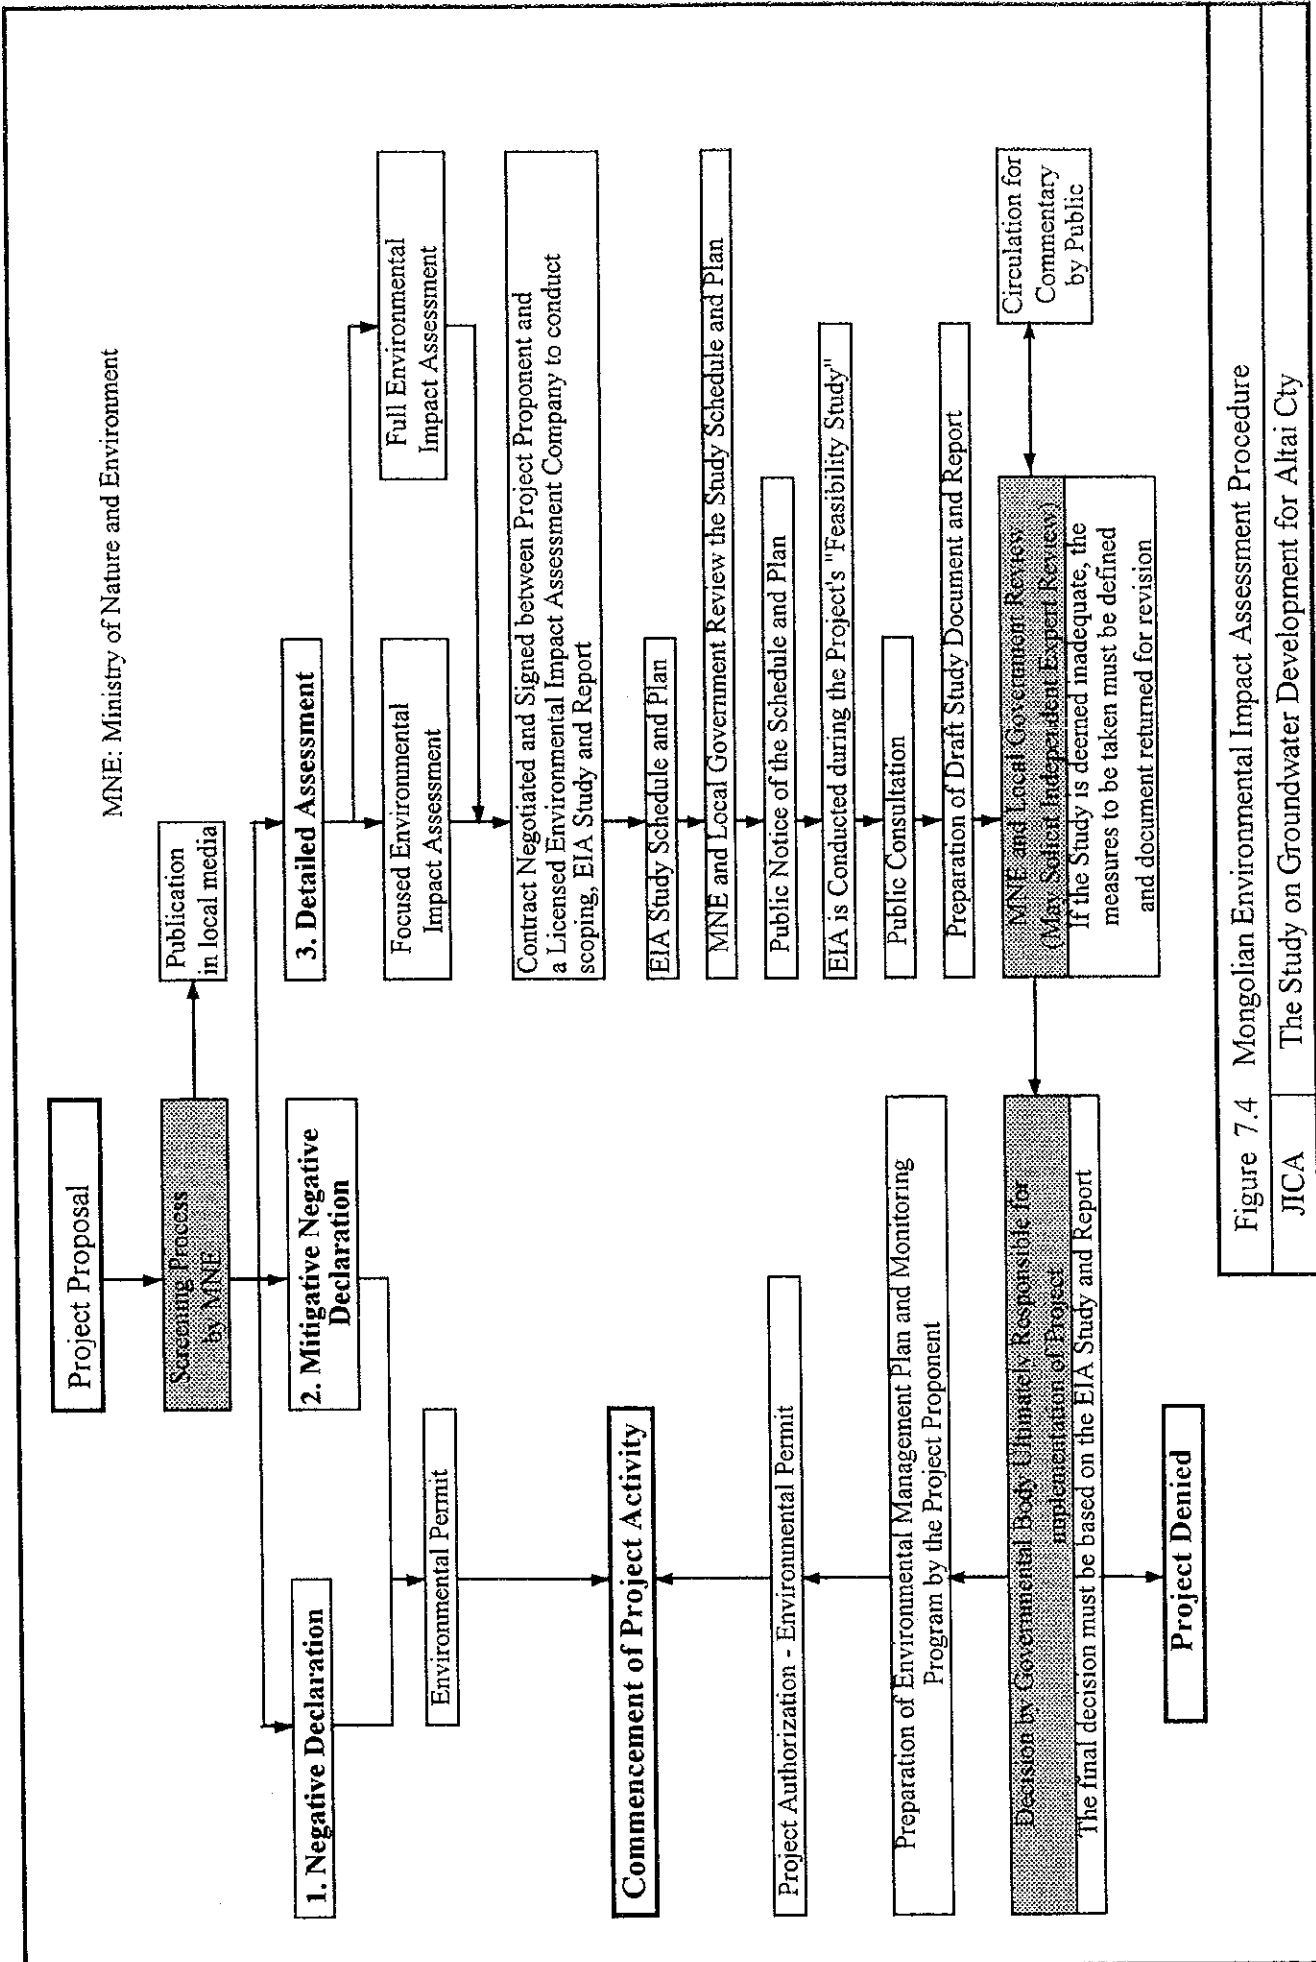 MNE: Ministry of Nature and Environment
Project Proposal
Screening Process
by MNE
Publication
in local media
1. Negative Declaration
2. Mitigative Negative
Declaration
3. Detailed Assessment
Environmental Permit
Focused Environmental
Impact Assessment
Full Environmental
Impact Assessment
Contract Negotiated and Signed between Project Proponent and
a Licensed Environmental Impact Assessment Company to conduct
scoping, EIA Study and Report
EIA Study Schedule and Plan
MNE and Local Government Review the Study Schedule and Plan
Public Notice of the Schedule and Plan
EIA is Conducted during the Project's "Feasibility Study"
Public Consultation
Preparation of Draft Study Document and Report
MNE and Local Government Review
(May Solicit Independent Expert Review)
If the Study is deemed inadequate, the
measures to be taken must be defined
and document returned for revision
Circulation for
Commentary
by Public
Commencement of Project Activity
Project Authorization - Environmental Permit
Preparation of Environmental Management Plan and Monitoring
Program by the Project Proponent
Decision by Governmental Body Ultimately Responsible for
implementation of Project
The final decision must be based on the EIA Study and Report
Project Denied
Figure 7.4 Mongolian Environmental Impact Assessment Procedure
JICA The Study on Groundwater Development for Altai Cty